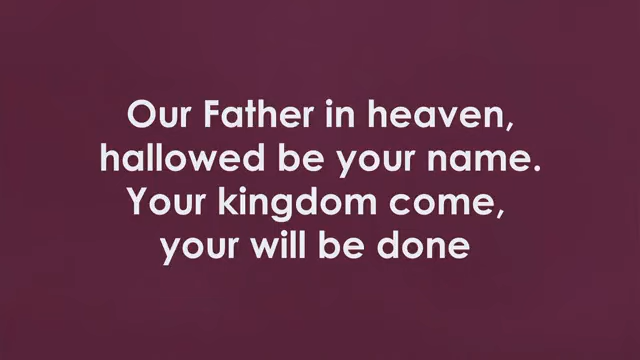 Our Father in heaven,
hallowed be your name.
Your kingdom come,
your will be done